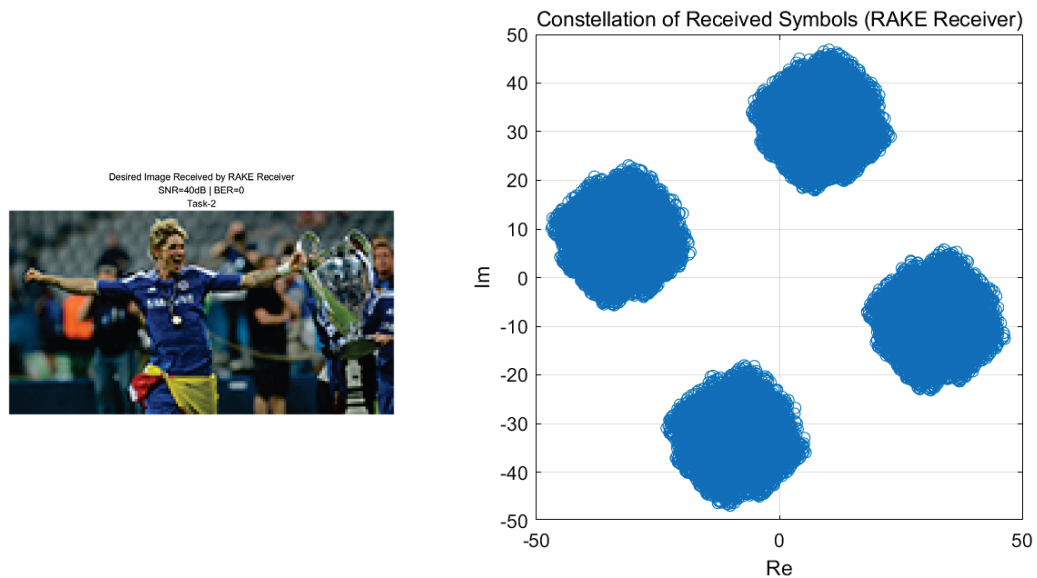 Desired Image Received by RAKE Receiver
SNR=40dB | BER=0
Task-2
SAMSUNG
Constellation of Received Symbols (RAKE Receiver)
50
40
30
20
10
0
-10
-20
-30
-40
-50
Im
-50
0
50
Re